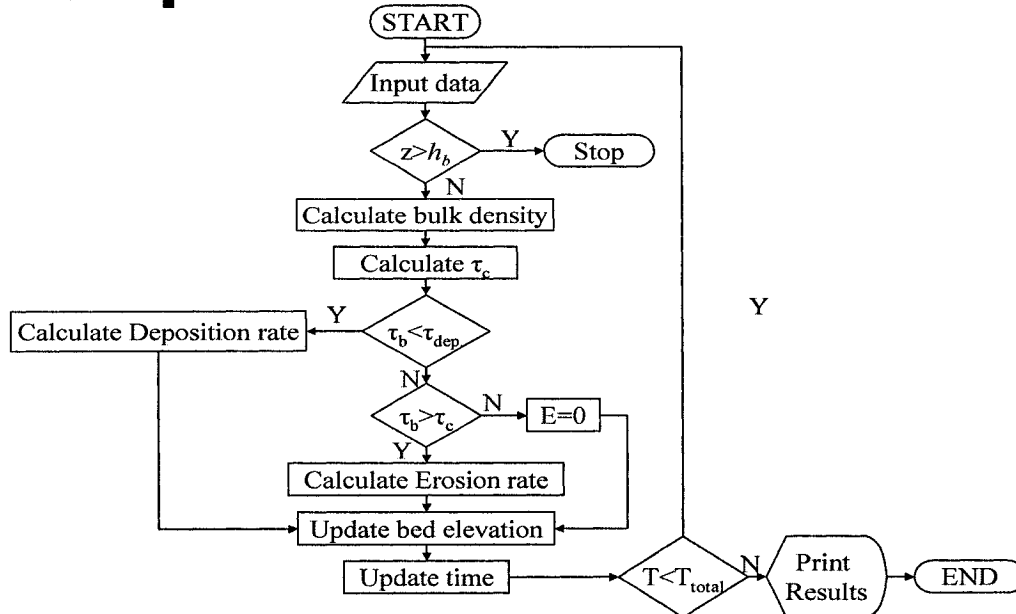 START
Input data
z>h_b
Y
Stop
N
Calculate bulk density
Calculate τ_c
Y
Y
Calculate Deposition rate
τ_b<τ_dep
N
τ_b>τ_c
N
E=0
Y
Calculate Erosion rate
Update bed elevation
Update time
T<T_total
N
Print
Results
END